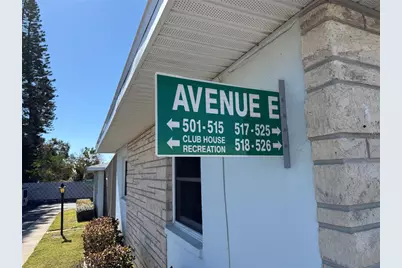 AVENUE E
← 501-515 517-525 →
← CLUB HOUSE RECREATION 518-526 →